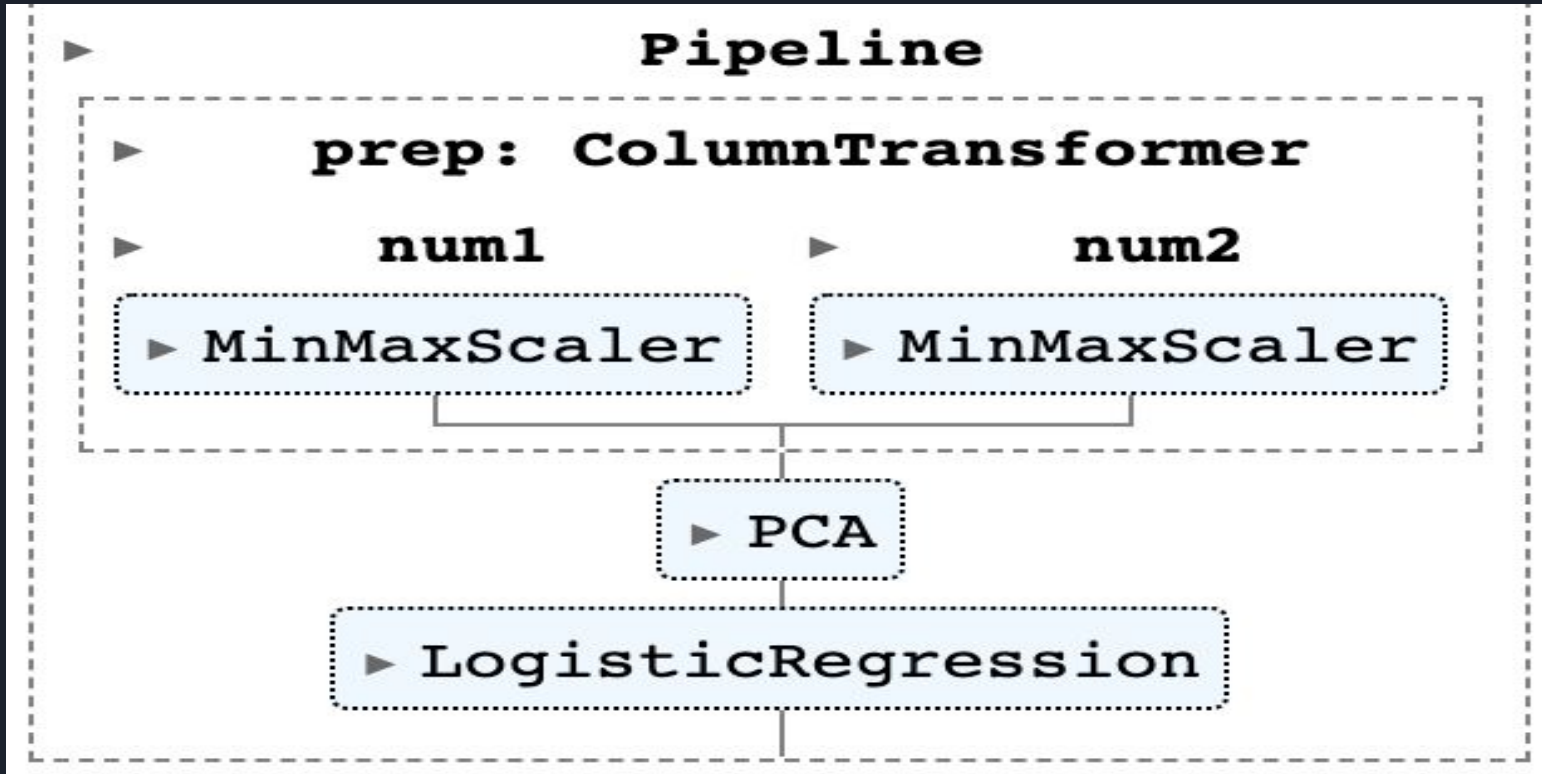 Pipeline
prep: ColumnTransformer
num1 num2
MinMaxScaler MinMaxScaler
PCA
LogisticRegression